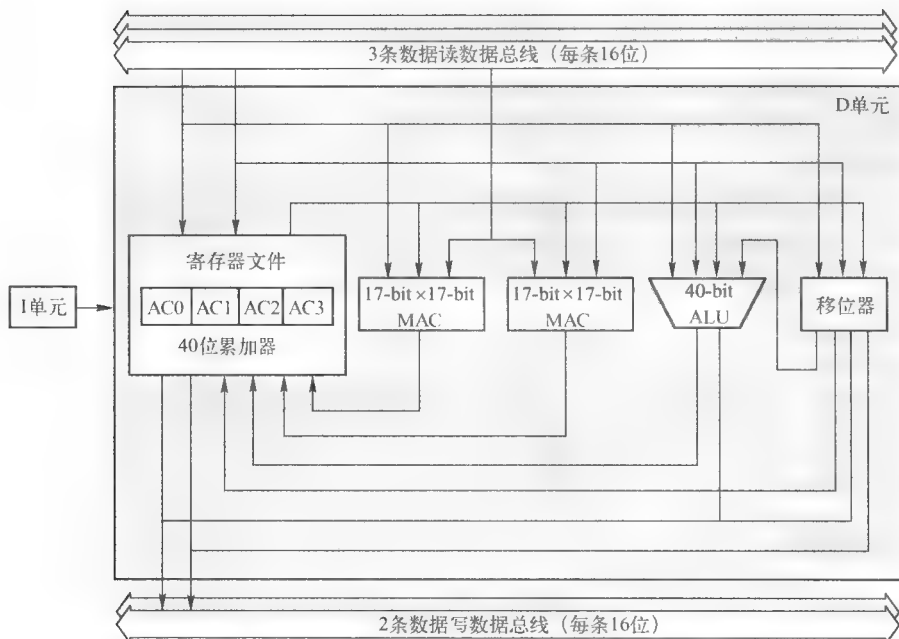 3条数据读数据总线（每条16位）
D单元
寄存器文件
AC0 AC1 AC2 AC3
40位累加器
I单元
17-bit×17-bit
MAC
17-bit×17-bit
MAC
40-bit
ALU
移位器
2条数据写数据总线（每条16位）